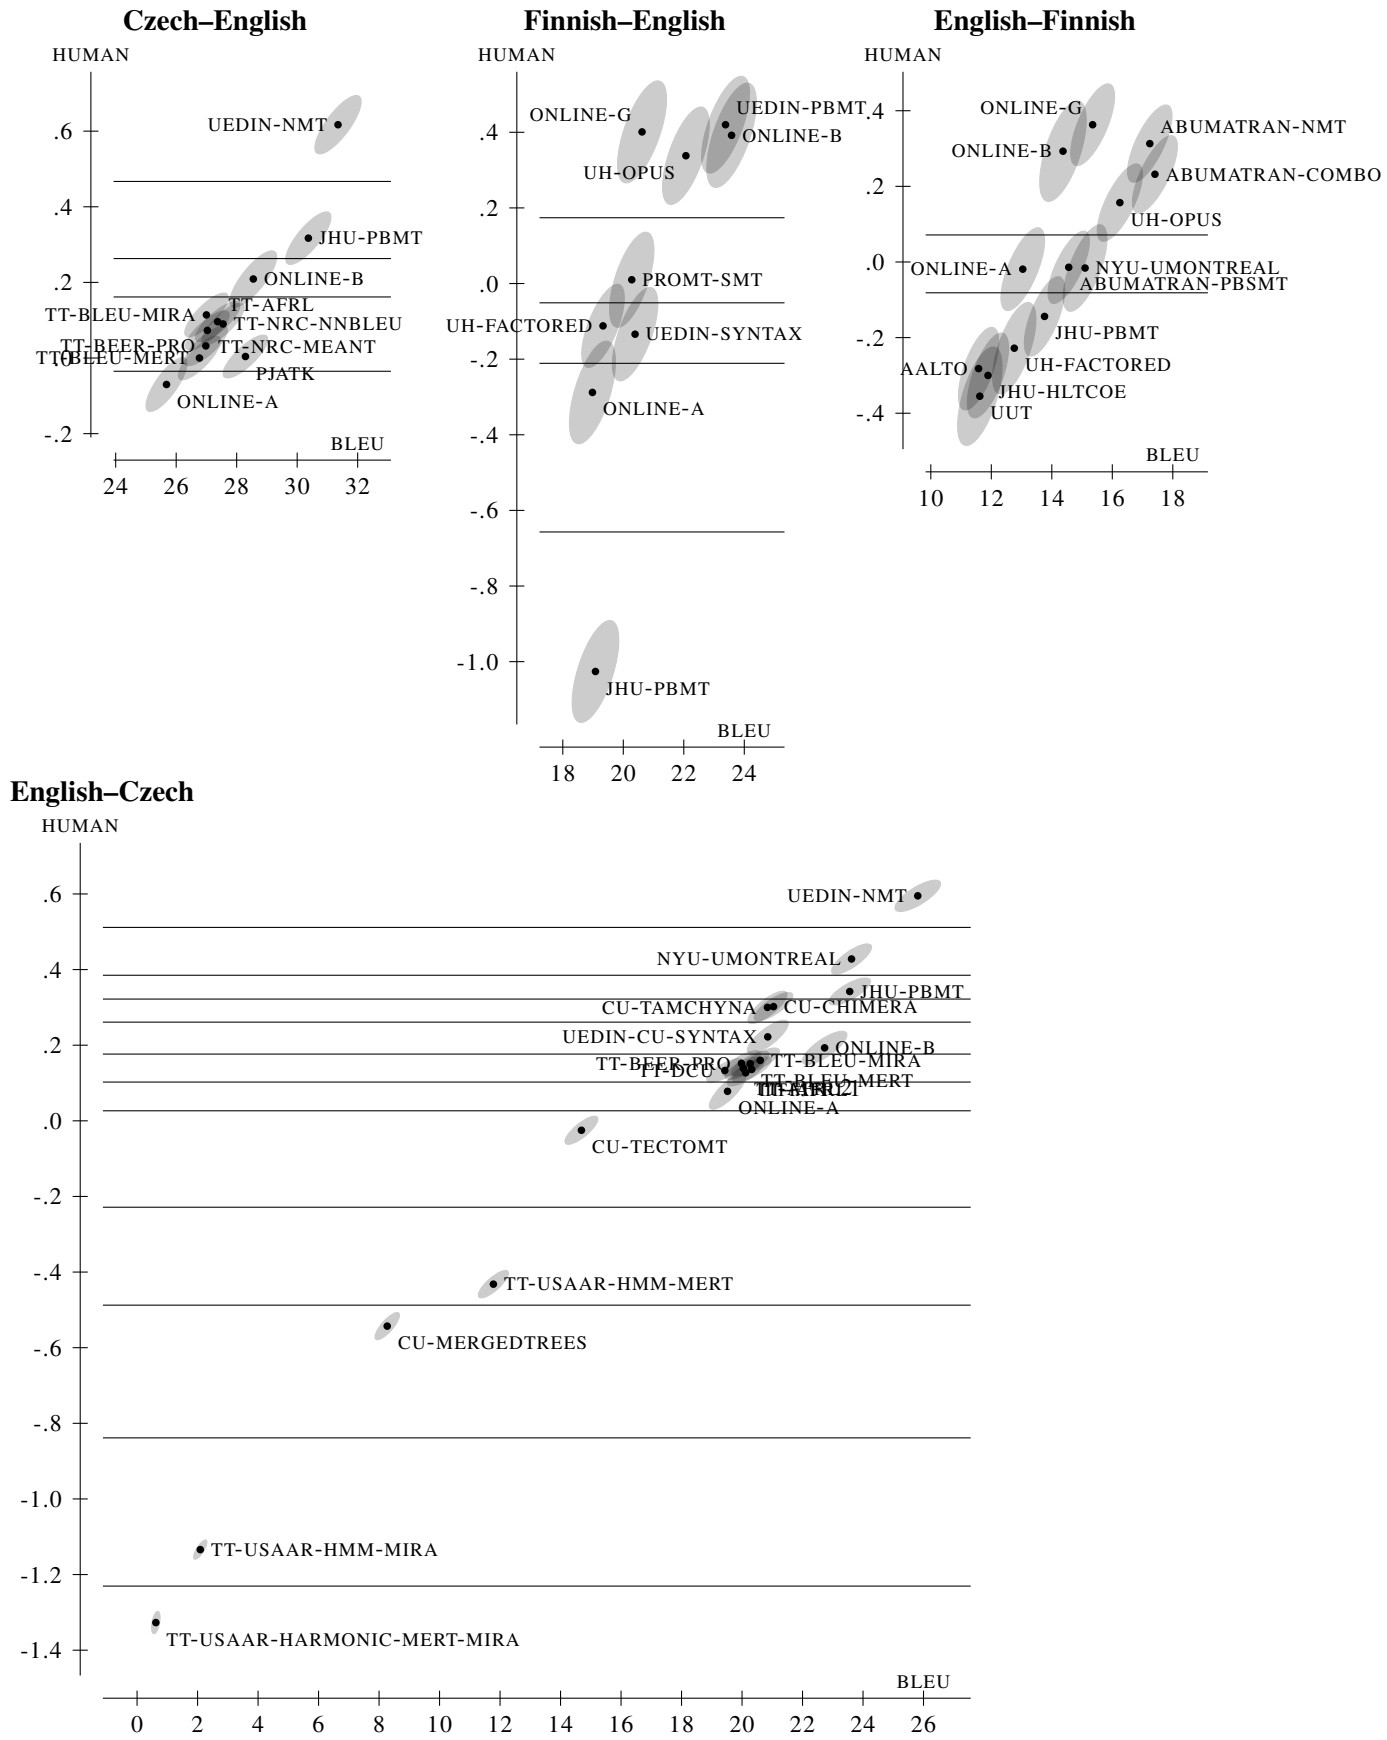 Czech–English
HUMAN
.6
.4
.2
.0
-.2
UEDIN-NMT
JHU-PBMT
ONLINE-B
TT-AFRL
TT-BLEU-MIRA
TT-NRC-NNBLEU
TT-BEER-PRO
TT-NRC-MEANT
TT-BLEU-MERT
PJATK
ONLINE-A
BLEU
24 26 28 30 32
Finnish–English
HUMAN
.4
.2
.0
-.2
-.4
-.6
-.8
-1.0
UEDIN-PBMT
ONLINE-G
ONLINE-B
UH-OPUS
PROMT-SMT
UH-FACTORED
UEDIN-SYNTAX
ONLINE-A
JHU-PBMT
BLEU
18 20 22 24
English–Finnish
HUMAN
.4
.2
.0
-.2
-.4
ONLINE-G
ABUMATRAN-NMT
ONLINE-B
ABUMATRAN-COMBO
UH-OPUS
ONLINE-A
NYU-UMONTREAL
ABUMATRAN-PBSMT
JHU-PBMT
UH-FACTORED
AALTO
JHU-HLTCOE
UUT
BLEU
10 12 14 16 18
English–Czech
HUMAN
.6
.4
.2
.0
-.2
-.4
-.6
-.8
-1.0
-1.2
-1.4
UEDIN-NMT
NYU-UMONTREAL
JHU-PBMT
CU-TAMCHYNA
CU-CHIMERA
UEDIN-CU-SYNTAX
ONLINE-B
TT-BEER-PRO
TT-BLEU-MIRA
TT-DCU
TT-BLEU-MERT
ONLINE-A
CU-TECTOMT
TT-USAAR-HMM-MERT
CU-MERGEDTREES
TT-USAAR-HMM-MIRA
TT-USAAR-HARMONIC-MERT-MIRA
BLEU
0 2 4 6 8 10 12 14 16 18 20 22 24 26